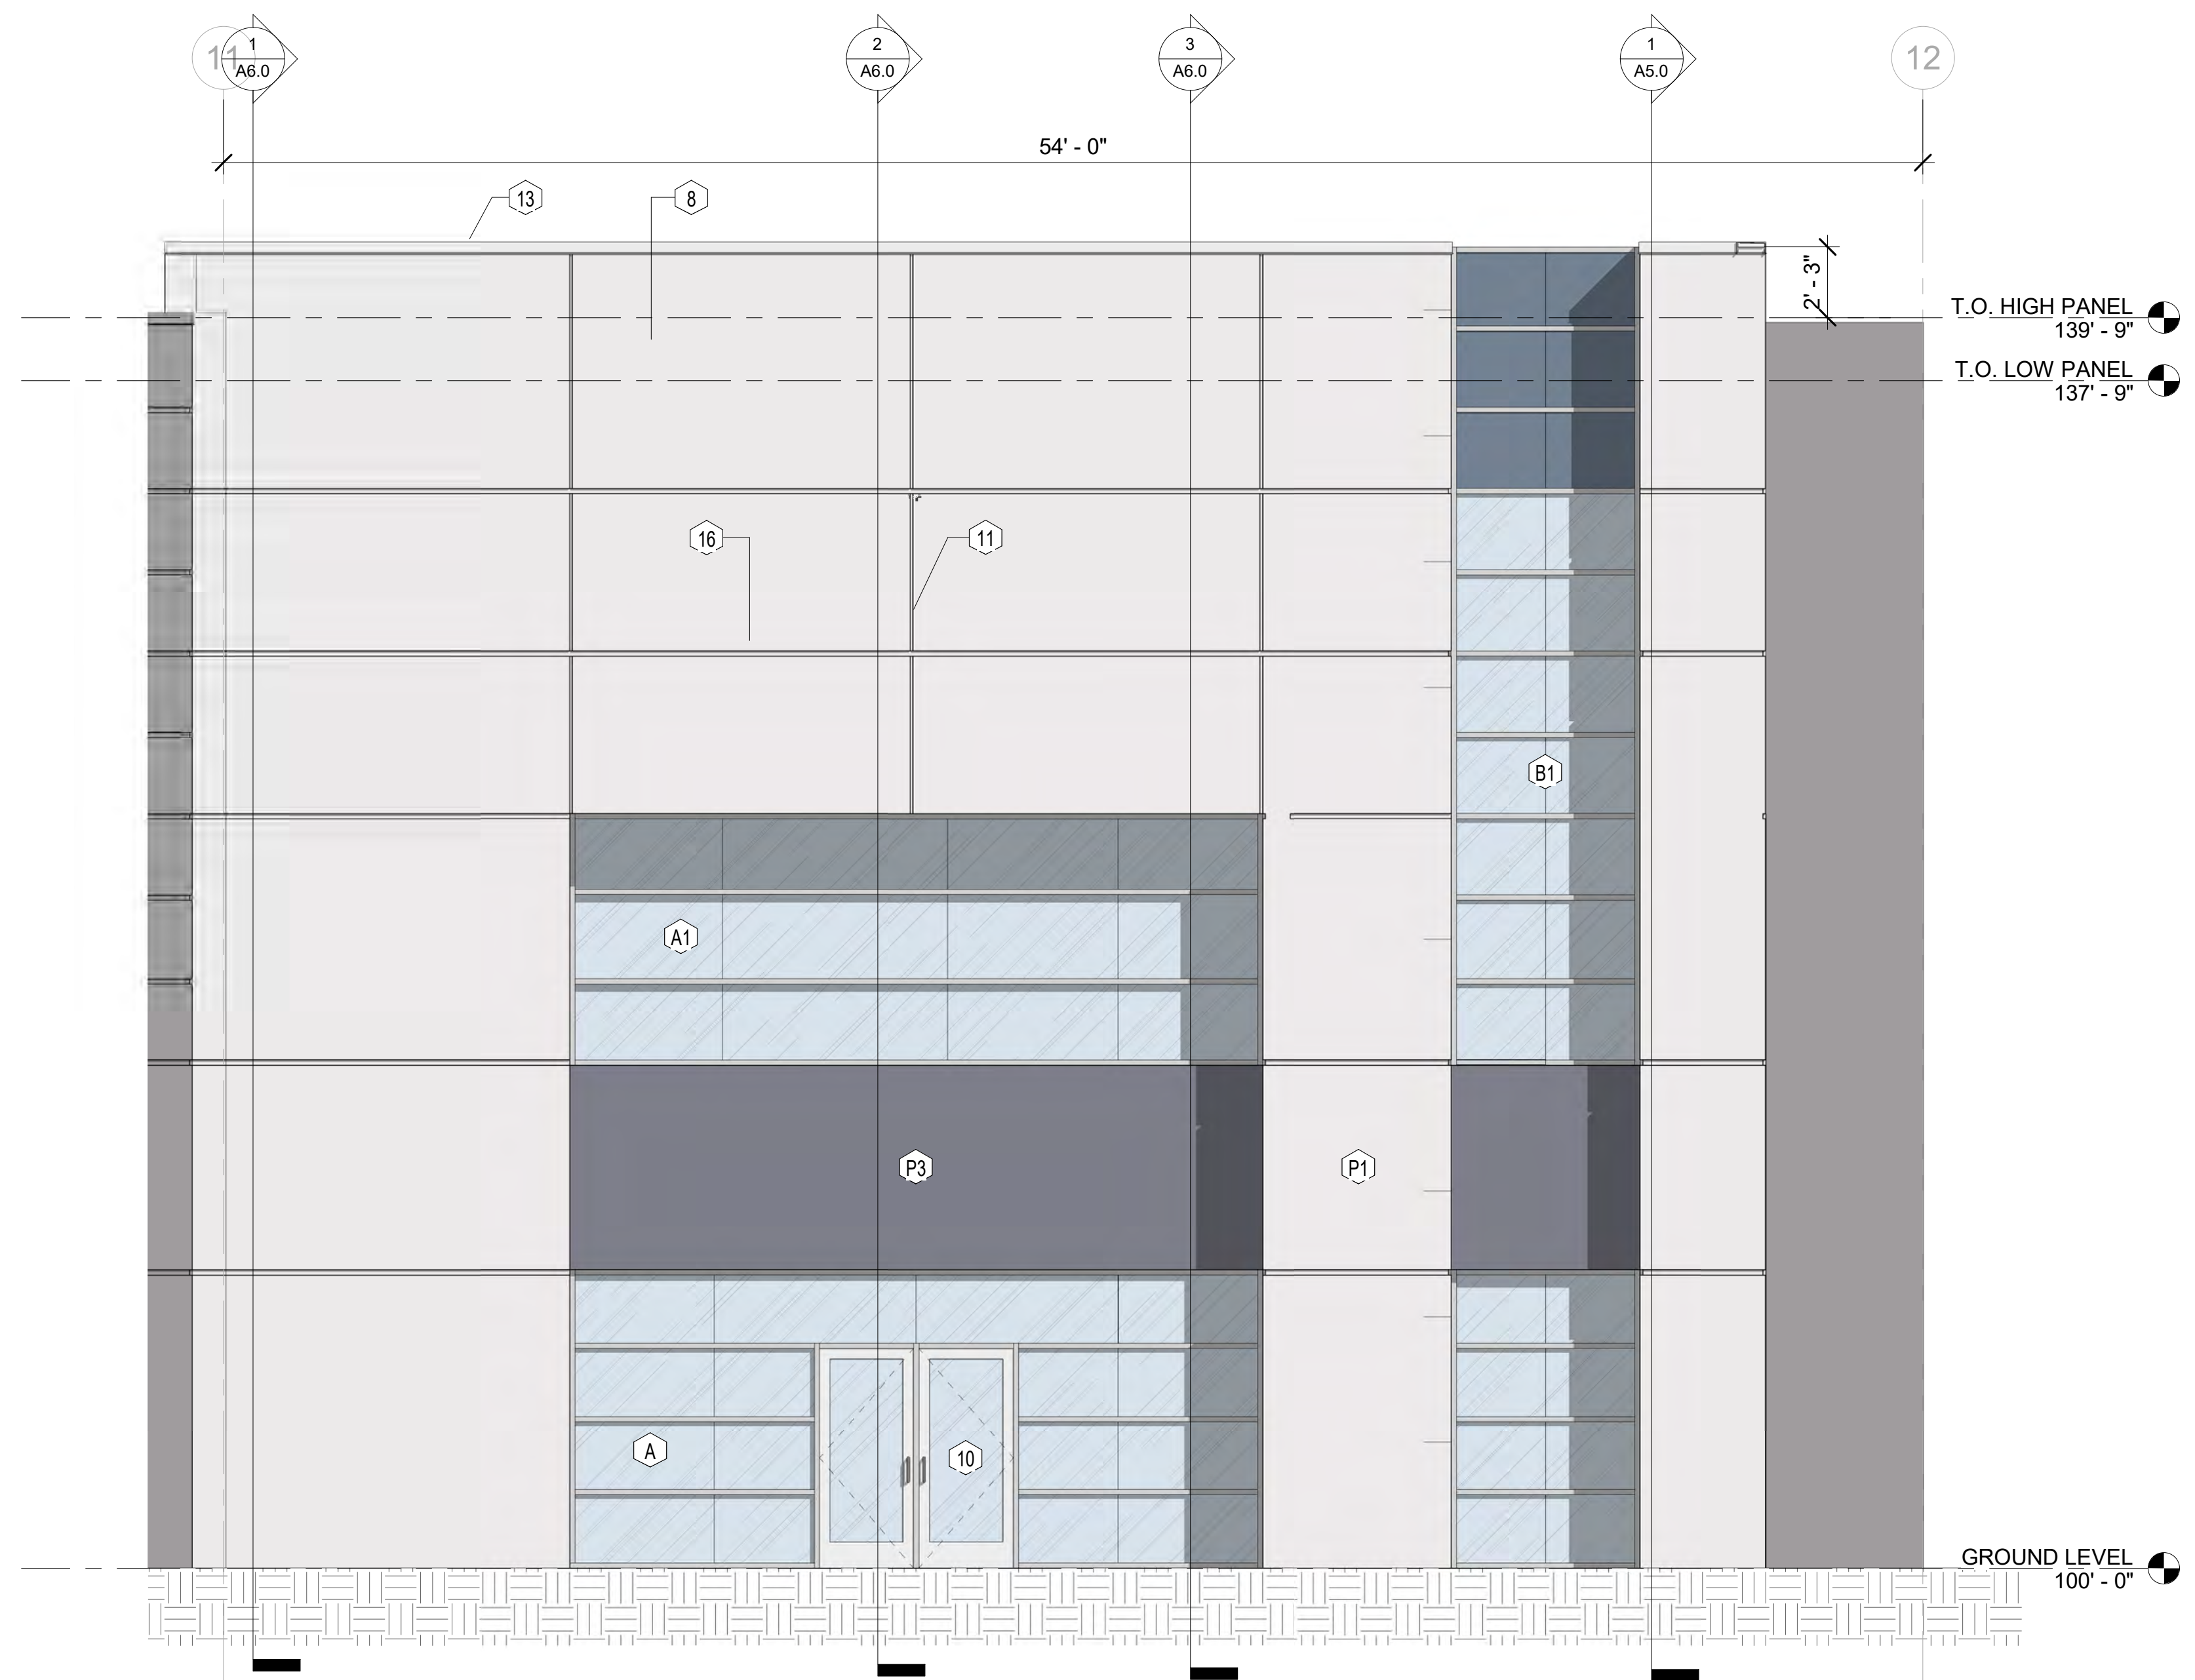 11
1
A6.0
2
A6.0
3
A6.0
1
A5.0
12
54' - 0"
13
8
2' - 3"
T.O. HIGH PANEL
139' - 9"
T.O. LOW PANEL
137' - 9"
16
11
B1
A1
P3
P1
A
10
GROUND LEVEL
100' - 0"